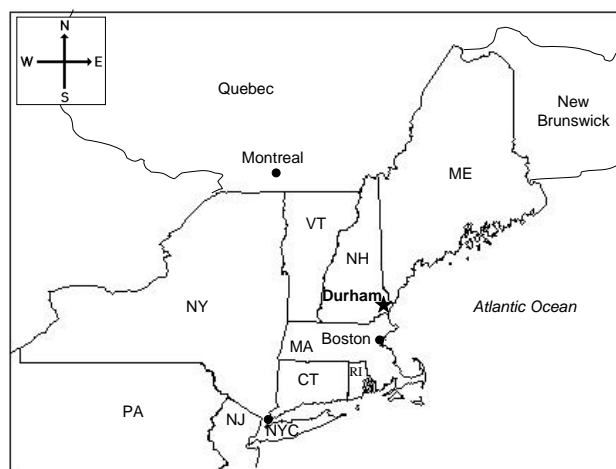 N
W E
S
Quebec
New
Brunswick
Montreal
ME
VT
NH
Durham
NY
Atlantic Ocean
Boston
MA
RI
CT
PA
NJ
NYC